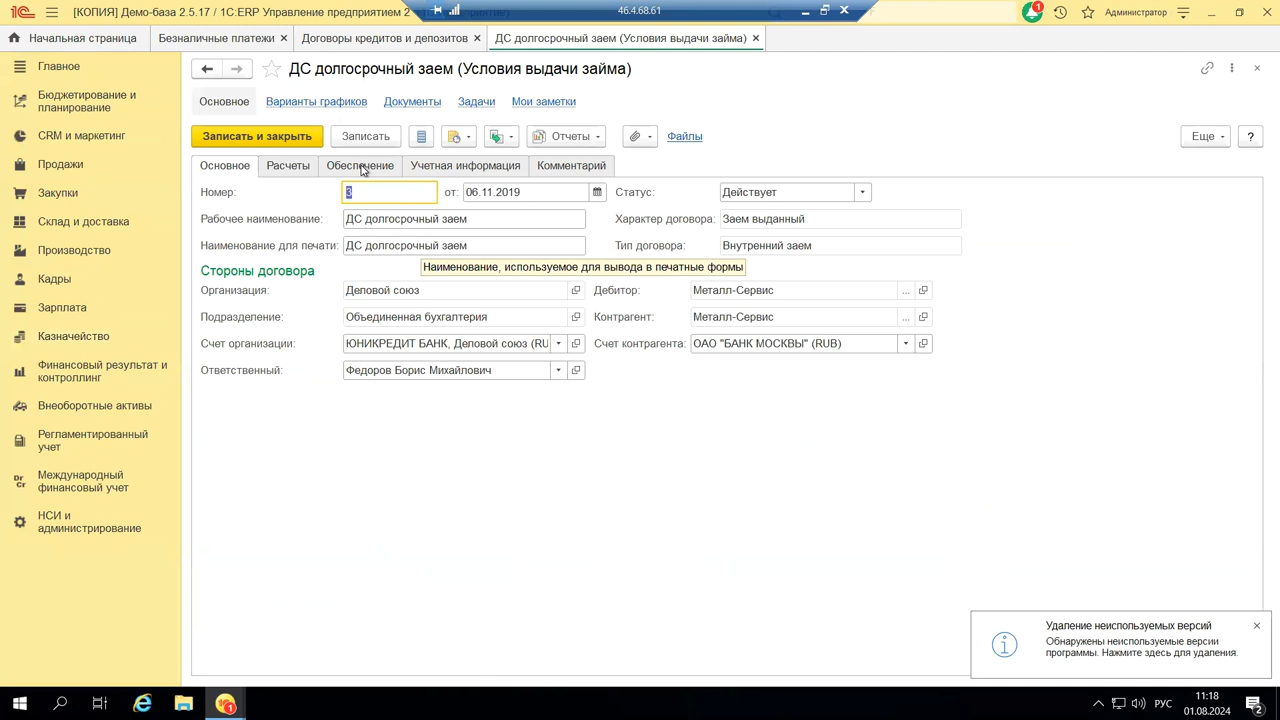 [КОПИЯ] Демо-база 2.5.17 / 1С:ERP Управление предприятием 2
46.4.68.61
Администратор
Начальная страница
Безналичные платежи
Договоры кредитов и депозитов
ДС долгосрочный заем (Условия выдачи займа)
Главное
Бюджетирование и планирование
CRM и маркетинг
Продажи
Закупки
Склад и доставка
Производство
Кадры
Зарплата
Казначейство
Финансовый результат и контроллинг
Внеоборотные активы
Регламентированный учет
Международный финансовый учет
НСИ и администрирование
ДС долгосрочный заем (Условия выдачи займа)
Основное Варианты графиков Документы Задачи Мои заметки
Записать и закрыть Записать Отчеты Файлы Еще ?
Основное Расчеты Обеспечение Учетная информация Комментарий
Номер: 3 от: 06.11.2019 Статус: Действует
Рабочее наименование: ДС долгосрочный заем Характер договора: Заем выданный
Наименование для печати: ДС долгосрочный заем Тип договора: Внутренний заем
Наименование, используемое для вывода в печатные формы
Стороны договора
Организация: Деловой союз Дебитор: Металл-Сервис
Подразделение: Объединенная бухгалтерия Контрагент: Металл-Сервис
Счет организации: ЮНИКРЕДИТ БАНК, Деловой союз (RU Счет контрагента: ОАО "БАНК МОСКВЫ" (RUB)
Ответственный: Федоров Борис Михайлович
Удаление неиспользуемых версий
Обнаружены неиспользуемые версии
программы. Нажмите здесь для удаления.
РУС
11:18
01.08.2024